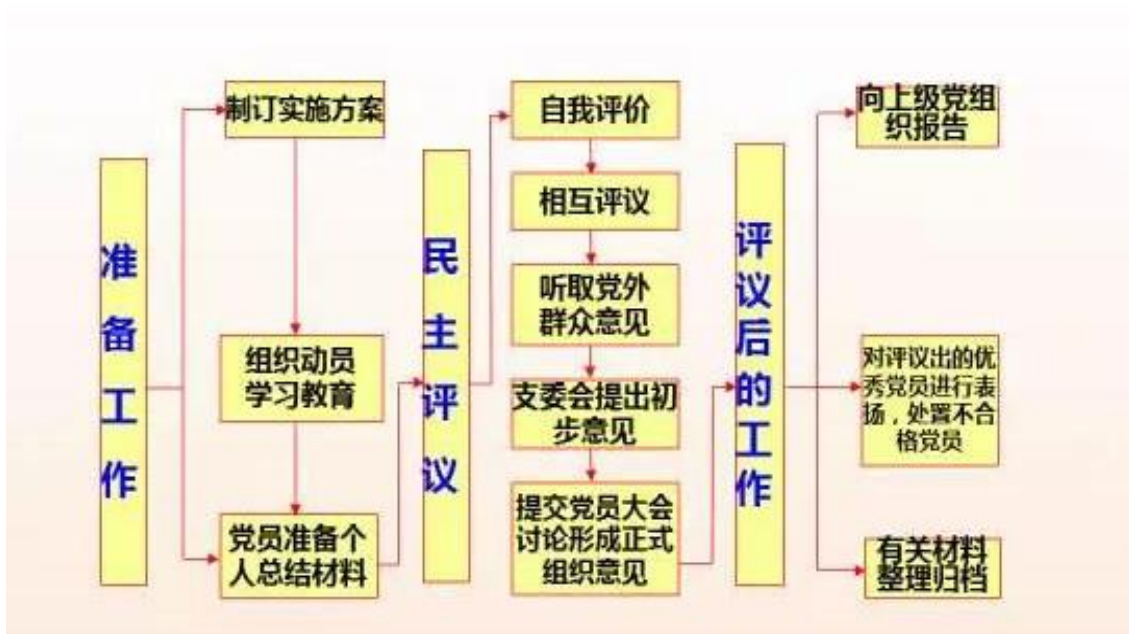 准备工作
制订实施方案
组织动员
学习教育
党员准备个
人总结材料
民主评议
自我评价
相互评议
听取党外
群众意见
支委会提出初
步意见
提交党员大会
讨论形成正式
组织意见
评议后的工作
向上级党组
织报告
对评议出的优
秀党员进行表
扬，处置不合
格党员
有关材料
整理归档